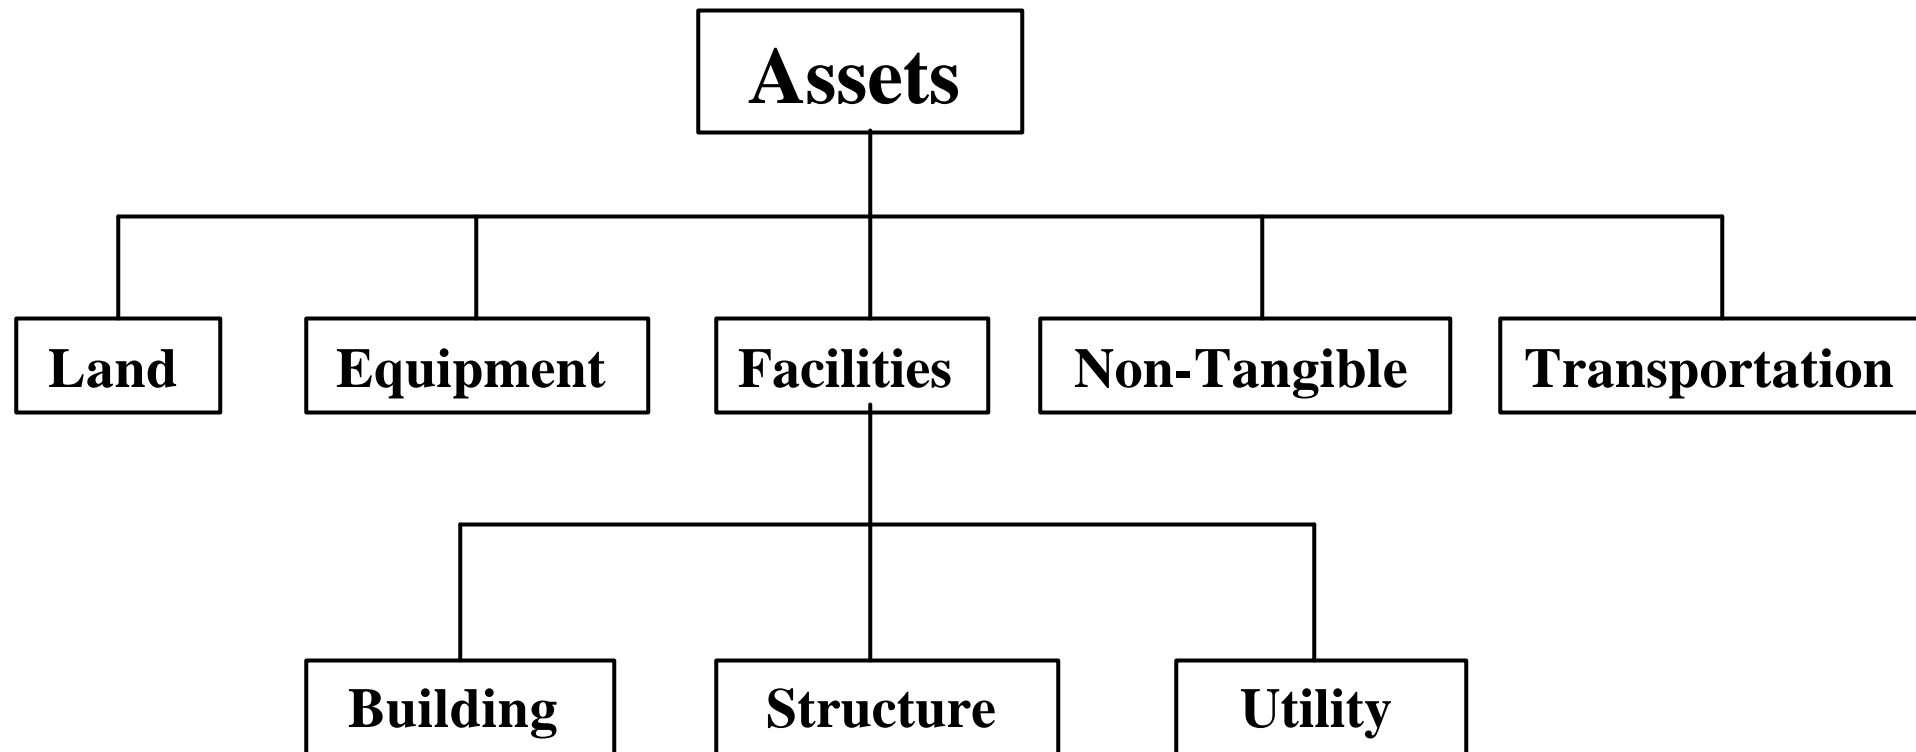 Assets
Land Equipment Facilities Non-Tangible Transportation
Building Structure Utility